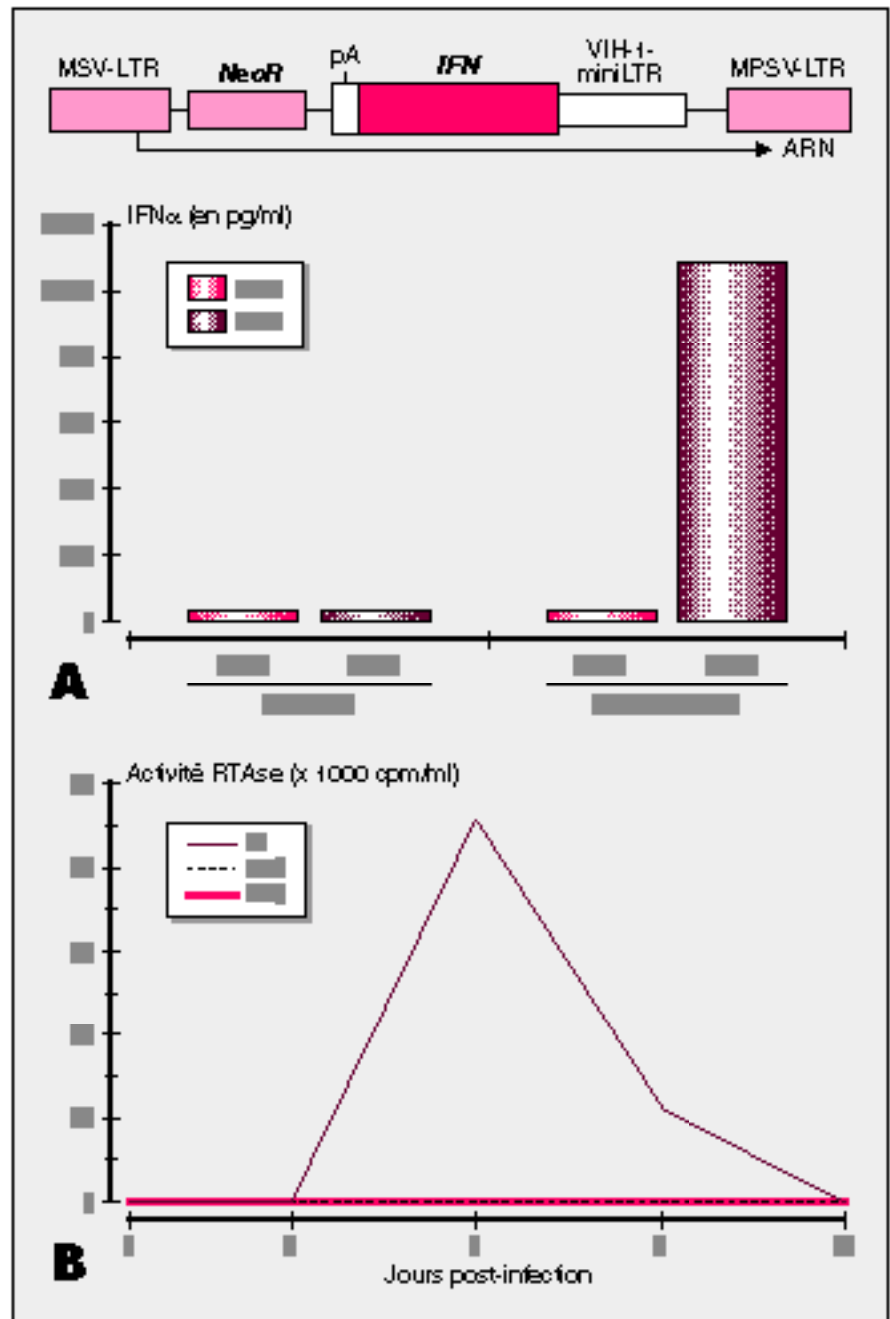 MSV-LTR NeoR pA IFN VIH-1-
miniLTR MPSV-LTR
ARN
IFNα (en pg/ml)
A
Activité RTAse (x 1000 cpm/ml)
B
Jours post-infection